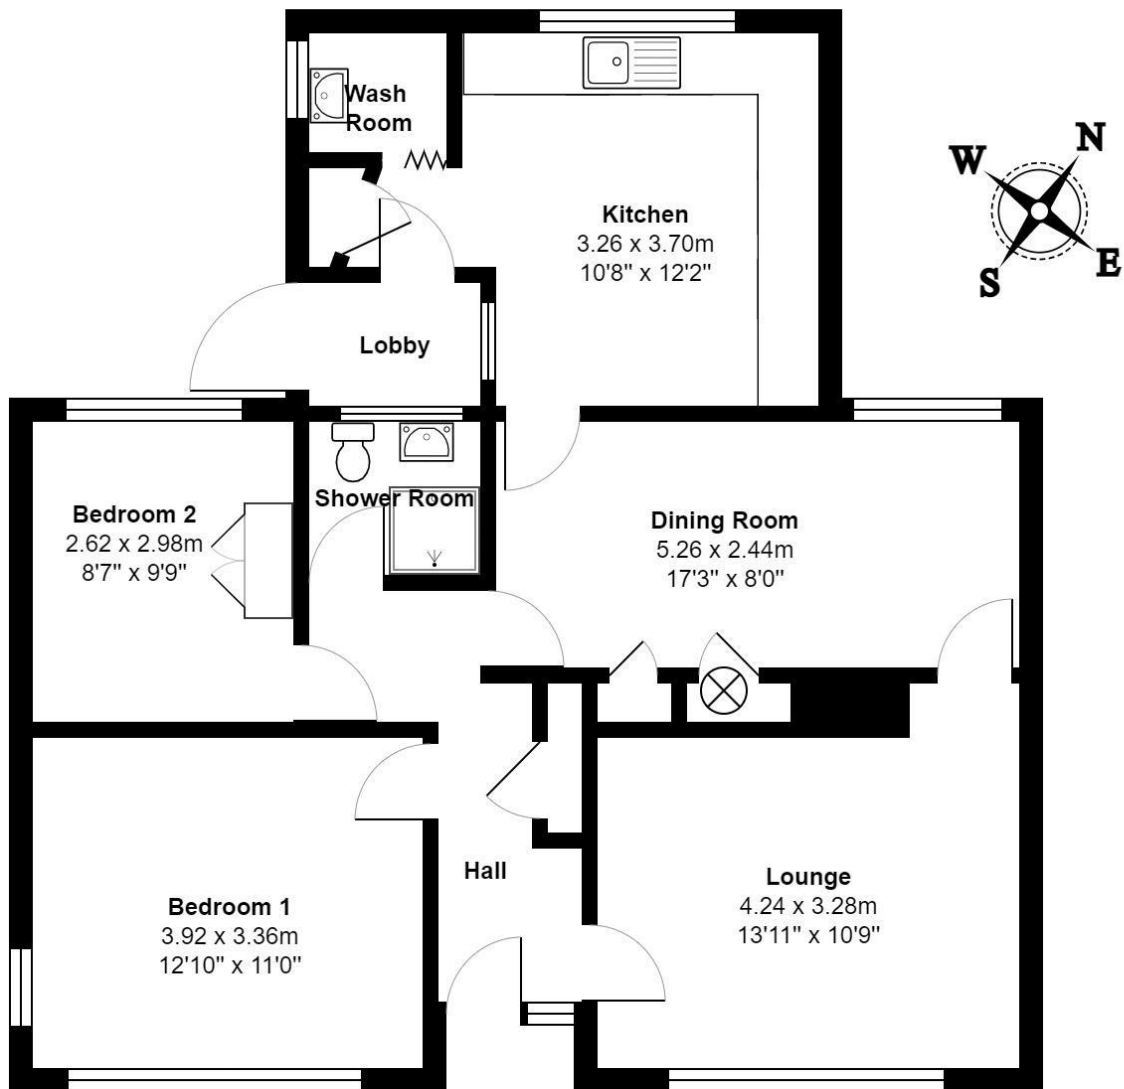 Wash
Room
Kitchen
3.26 x 3.70m
10'8" x 12'2"
N
W
E
S
Lobby
Bedroom 2
2.62 x 2.98m
8'7" x 9'9"
Shower Room
Dining Room
5.26 x 2.44m
17'3" x 8'0"
Bedroom 1
3.92 x 3.36m
12'10" x 11'0"
Hall
Lounge
4.24 x 3.28m
13'11" x 10'9"